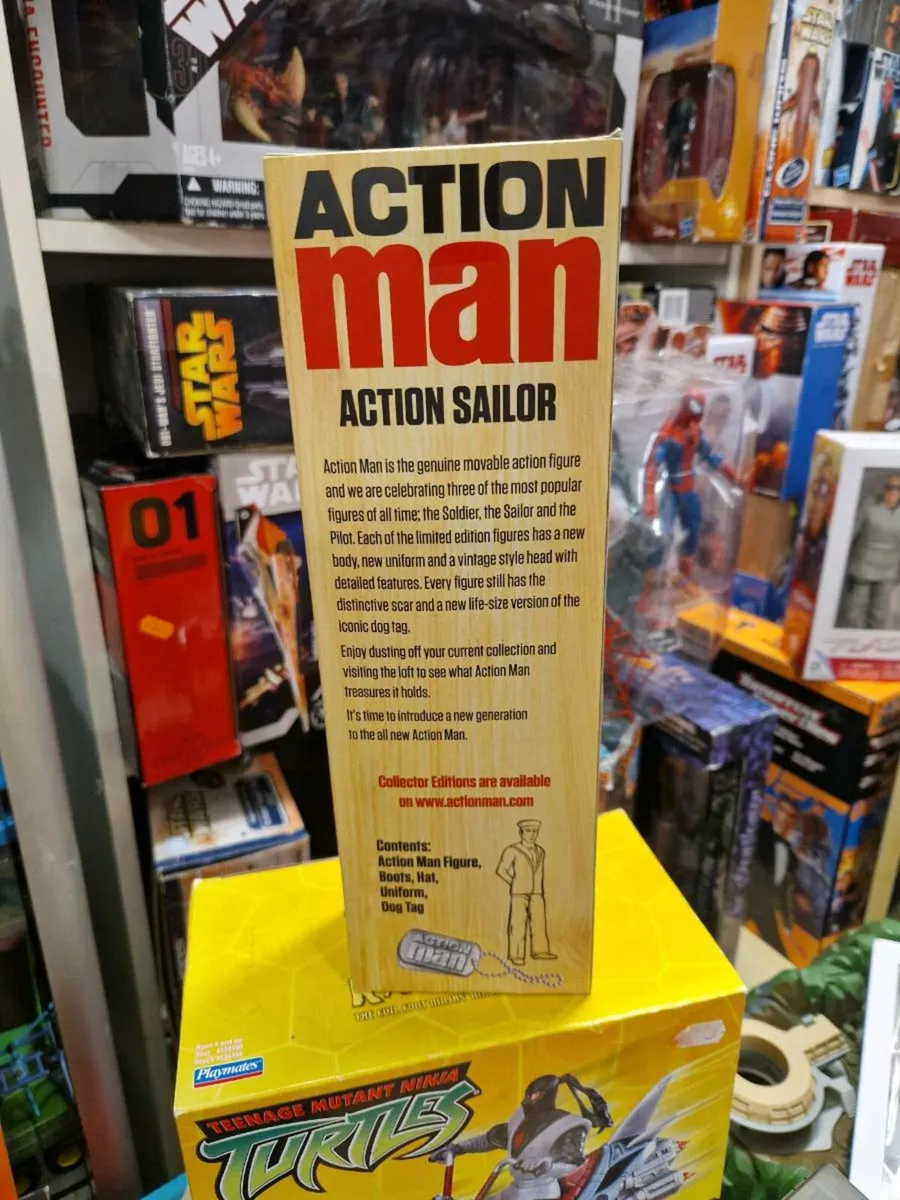 WARNING:
AGES 4+
STAR
WARS
OBI-WAN'S JEDI STARFIGHTER
01
ACTION
man
ACTION SAILOR
Action Man is the genuine movable action figure
and we are celebrating three of the most popular
figures of all time; the Soldier, the Sailor and the
Pilot. Each of the limited edition figures has a new
body, new uniform and a vintage style head with
detailed features. Every figure still has the
distinctive scar and a new life-size version of the
iconic dog tag.
Enjoy dusting off your current collection and
visiting the loft to see what Action Man
treasures it holds.
It's time to introduce a new generation
to the all new Action Man.
Collector Editions are available
on www.actionman.com
Contents:
Action Man Figure,
Boots, Hat,
Uniform,
Dog Tag
ACTION
man
Playmates
TEENAGE MUTANT NINJA
TURTLES